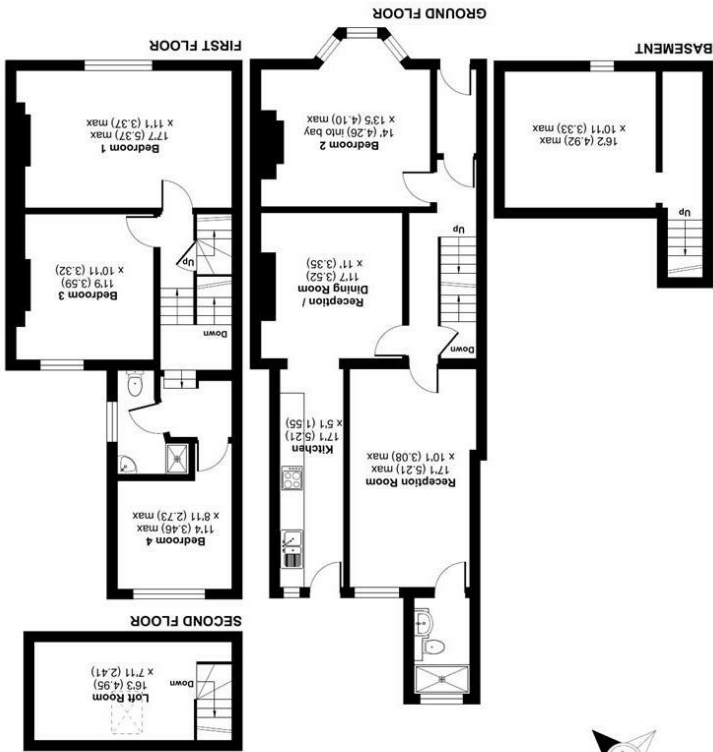 BASEMENT
16'2 (4.92) max
x 10'11 (3.33) max
Up
GROUND FLOOR
Bedroom 2
14' (4.26) into bay
x 13'5 (4.10) max
Up
Reception /
Dining Room
11'7 (3.52)
x 11' (3.35)
Down
Kitchen
17'1 (5.21)
x 5'1 (1.55)
Reception Room
17'1 (5.21) max
x 10'1 (3.08) max
FIRST FLOOR
Bedroom 1
17'7 (5.37) max
x 11'1 (3.37) max
Bedroom 3
11'9 (3.59)
x 10'11 (3.32)
Up
Down
Bedroom 4
11'4 (3.46) max
x 8'11 (2.73) max
SECOND FLOOR
Loft Room
16'3 (4.95)
x 7'11 (2.41)
Down